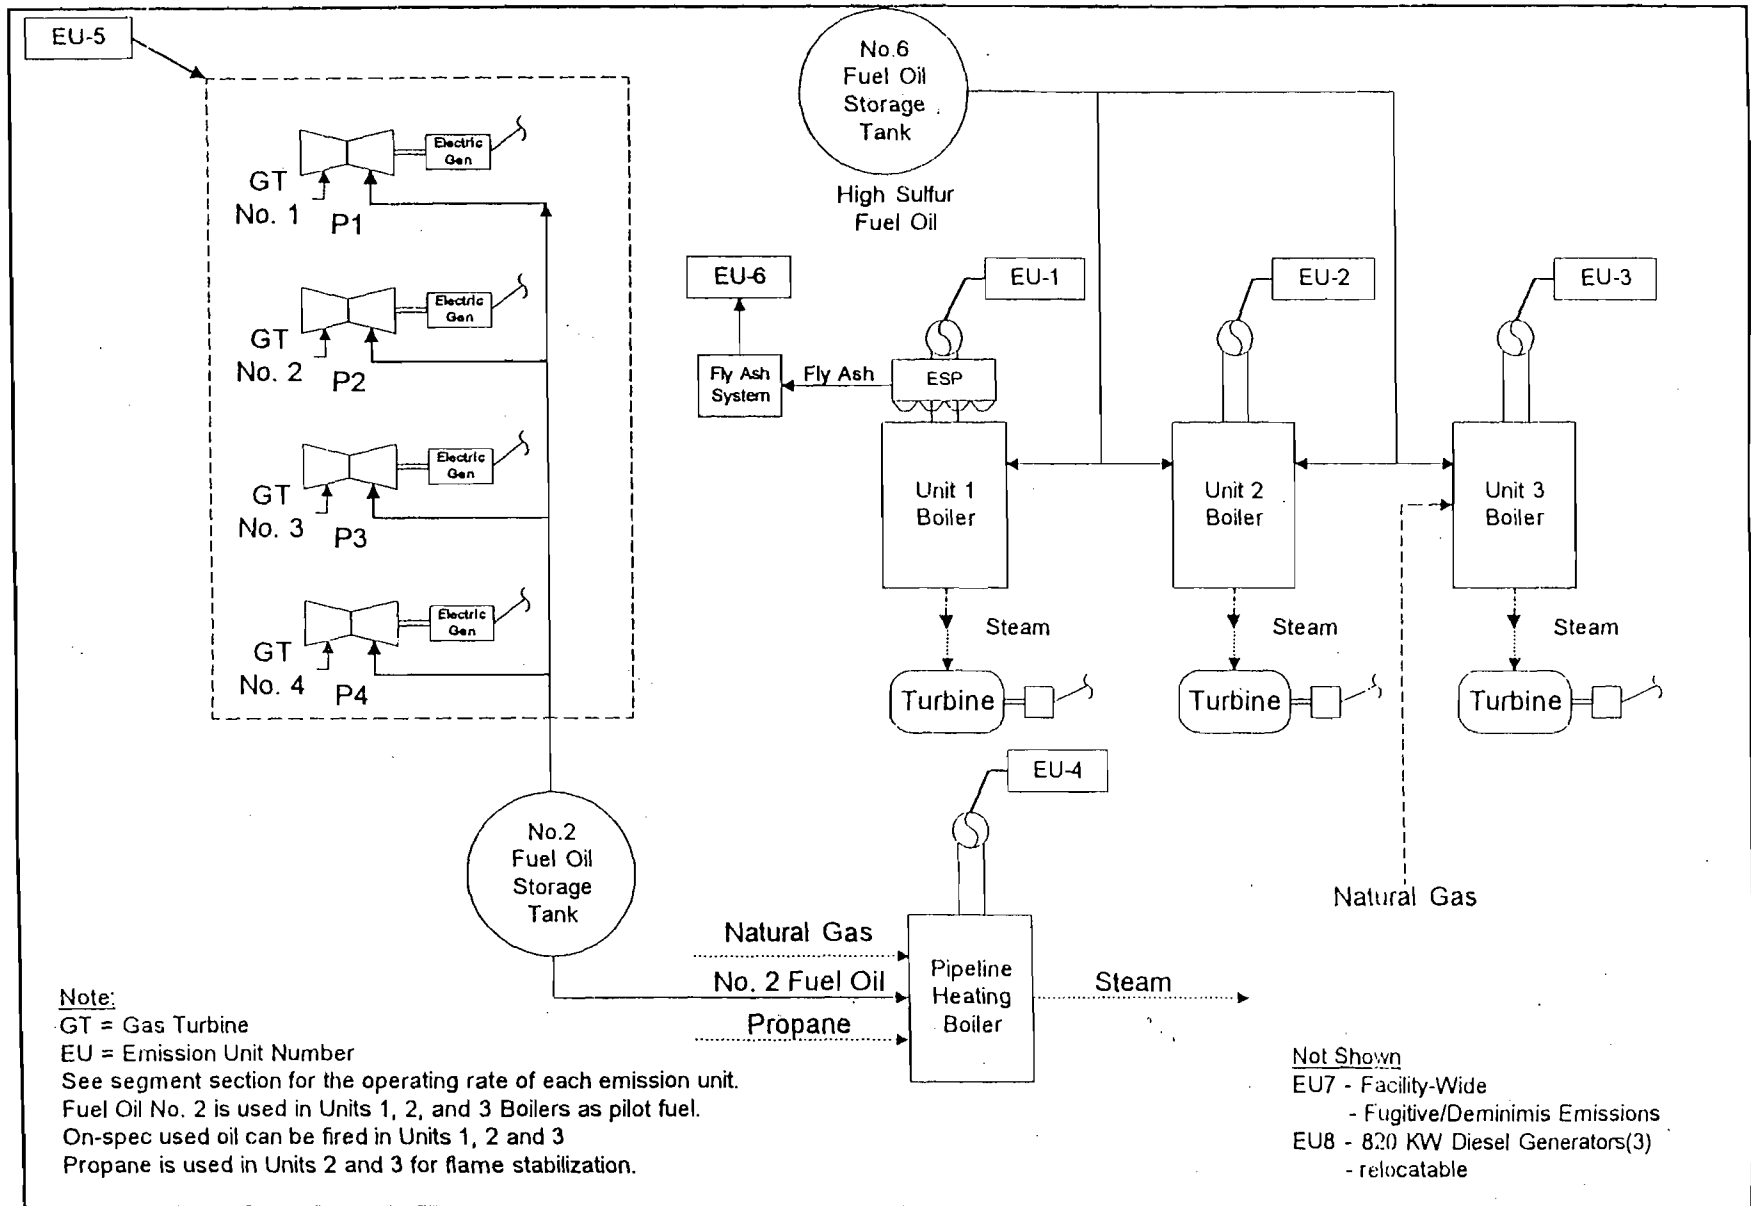 EU-5
Electric
Gen
GT
No. 1
P1
Electric
Gen
GT
No. 2
P2
Electric
Gen
GT
No. 3
P3
Electric
Gen
GT
No. 4
P4
No.6
Fuel Oil
Storage
Tank
High Sulfur
Fuel Oil
EU-6
EU-1
EU-2
EU-3
Fly Ash
System
Fly Ash
ESP
Unit 1
Boiler
Unit 2
Boiler
Unit 3
Boiler
Steam
Steam
Steam
Turbine
Turbine
Turbine
EU-4
No.2
Fuel Oil
Storage
Tank
Natural Gas
Natural Gas
No. 2 Fuel Oil
Propane
Pipeline
Heating
Boiler
Steam
Note:
GT = Gas Turbine
EU = Emission Unit Number
See segment section for the operating rate of each emission unit.
Fuel Oil No. 2 is used in Units 1, 2, and 3 Boilers as pilot fuel.
On-spec used oil can be fired in Units 1, 2 and 3
Propane is used in Units 2 and 3 for flame stabilization.
Not Shown
EU7 - Facility-Wide
- Fugitive/Deminimis Emissions
EU8 - 820 KW Diesel Generators(3)
- relocatable